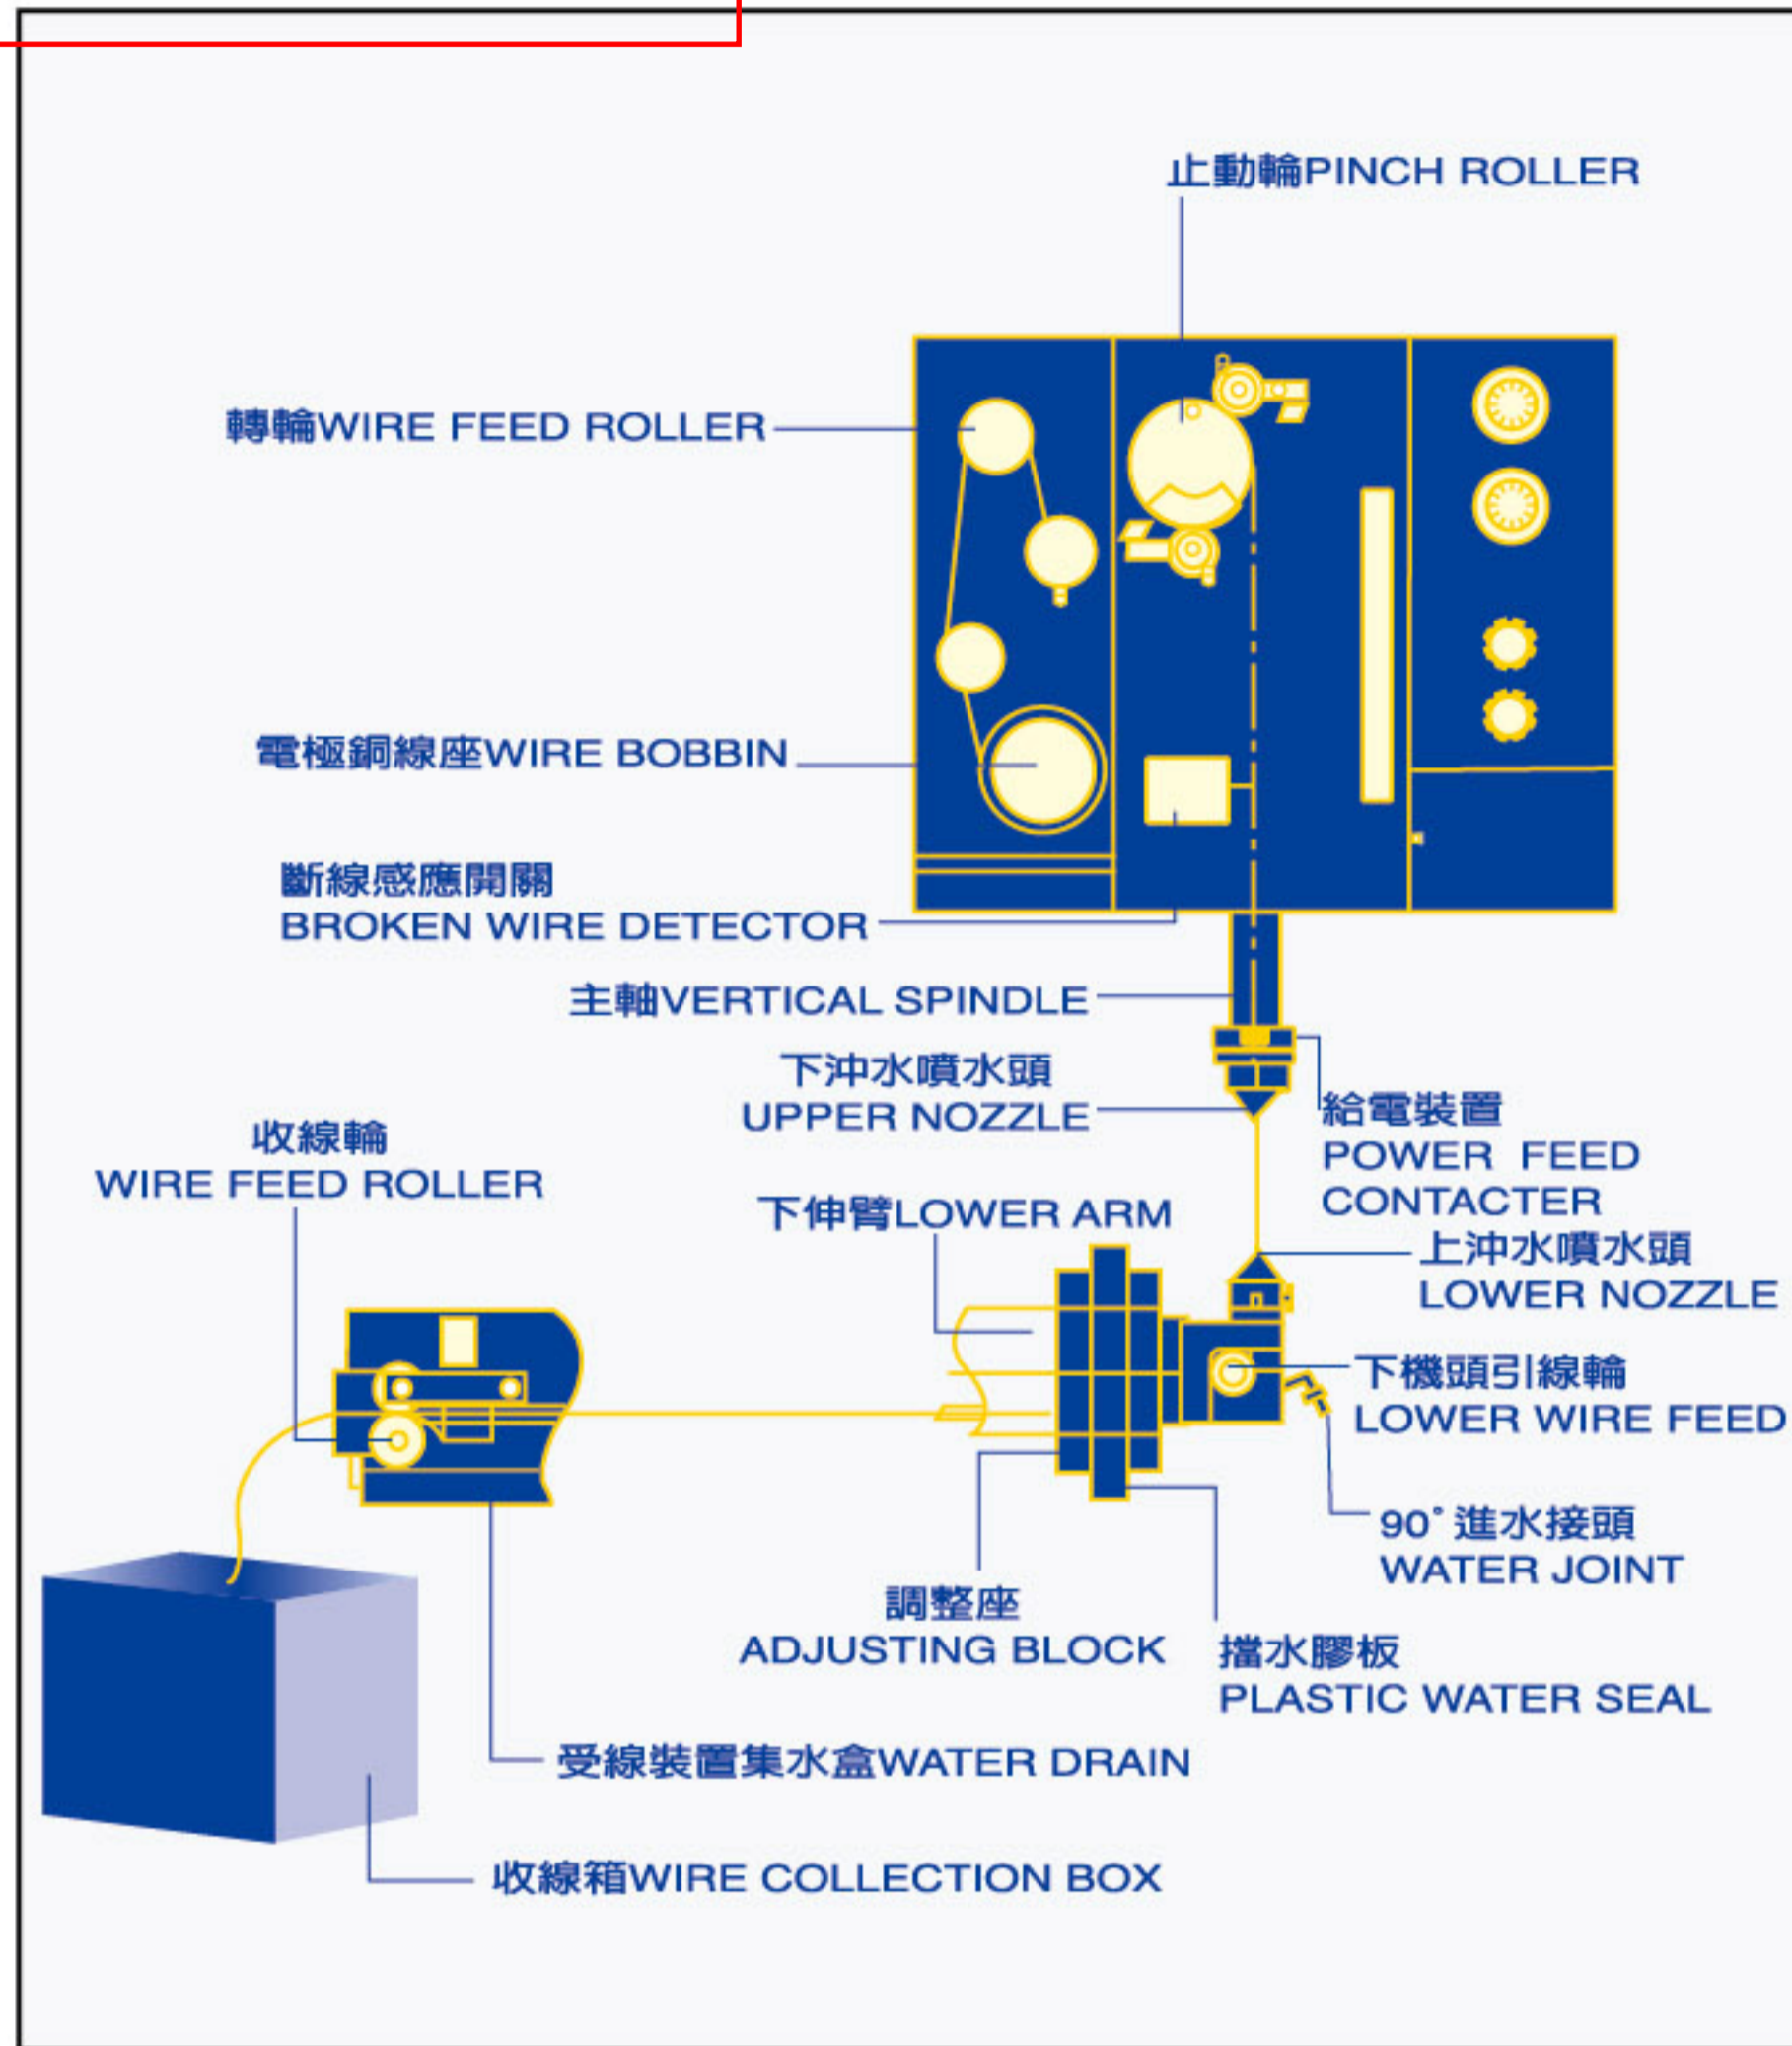 止動輪PINCH ROLLER
轉輪WIRE FEED ROLLER
電極銅線座WIRE BOBBIN
斷線感應開關
BROKEN WIRE DETECTOR
主軸VERTICAL SPINDLE
下沖水噴水頭
UPPER NOZZLE
給電裝置
POWER FEED
CONTACTER
收線輪
WIRE FEED ROLLER
下伸臂LOWER ARM
上沖水噴水頭
LOWER NOZZLE
下機頭引線輪
LOWER WIRE FEED
90°進水接頭
WATER JOINT
調整座
ADJUSTING BLOCK
擋水膠板
PLASTIC WATER SEAL
受線裝置集水盒WATER DRAIN
收線箱WIRE COLLECTION BOX